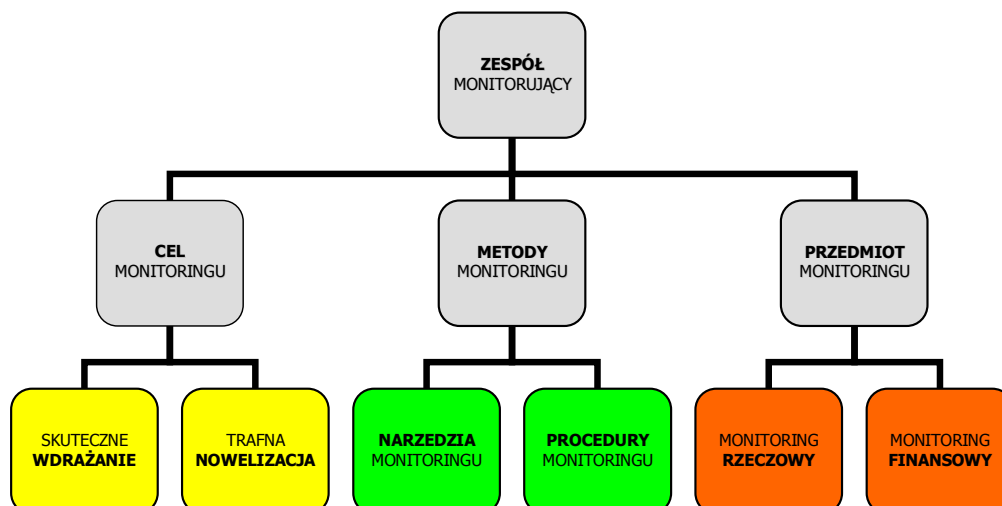 ZESPÓŁ
MONITORUJĄCY
CEL
MONITORINGU
METODY
MONITORINGU
PRZEDMIOT
MONITORINGU
SKUTECZNE
WDRAŻANIE
TRAFNA
NOWELIZACJA
NARZEDZIA
MONITORINGU
PROCEDURY
MONITORINGU
MONITORING
RZECZOWY
MONITORING
FINANSOWY